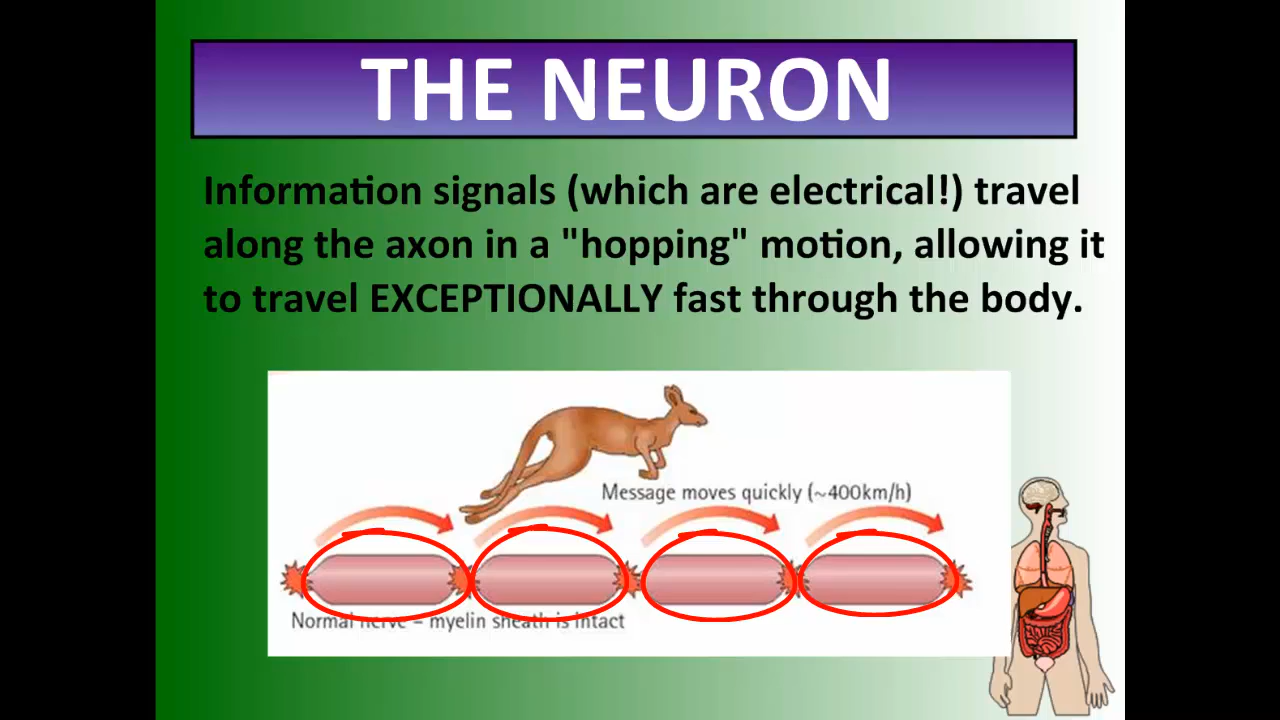 THE NEURON
Information signals (which are electrical!) travel
along the axon in a "hopping" motion, allowing it
to travel EXCEPTIONALLY fast through the body.
Message moves quickly (~400km/h)
Normal nerve – myelin sheath is intact